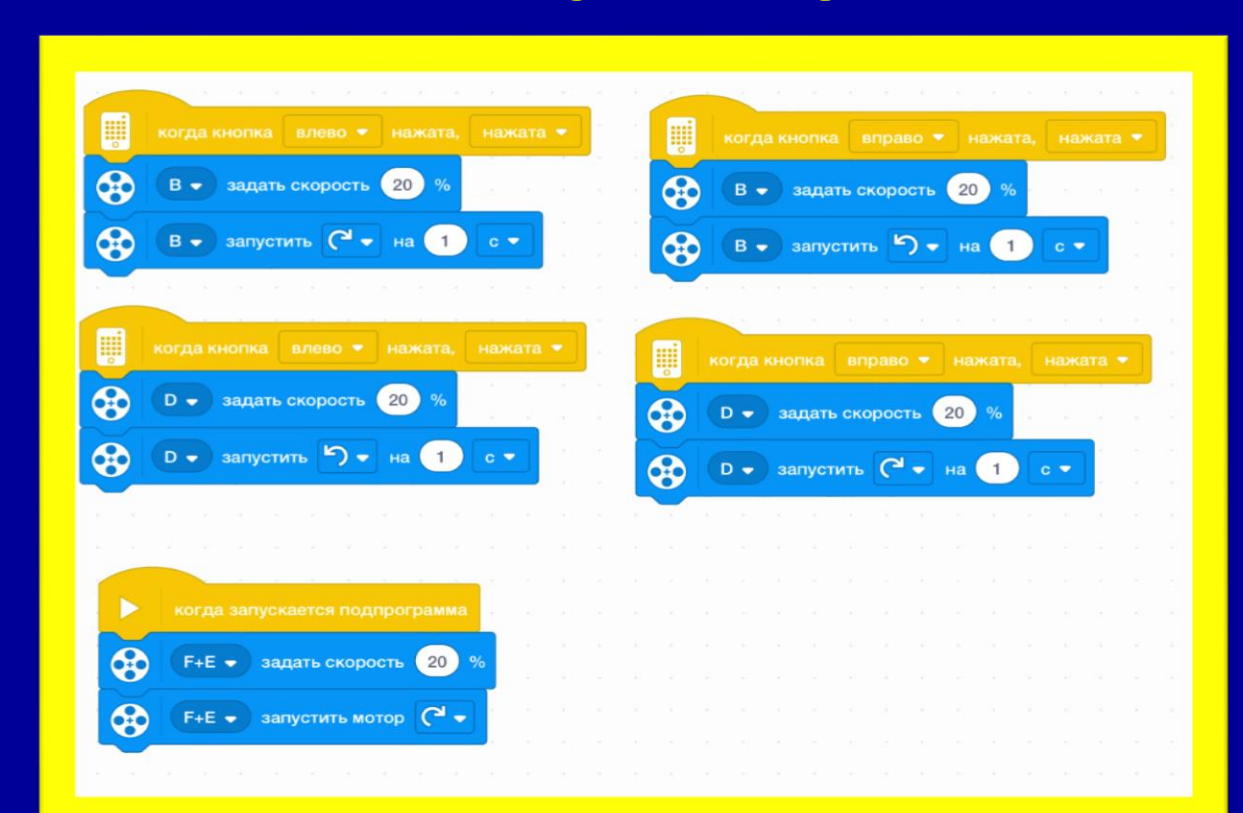 когда кнопка влево нажата, нажата
B задать скорость 20 %
B запустить на 1 с
когда кнопка вправо нажата, нажата
B задать скорость 20 %
B запустить на 1 с
когда кнопка влево нажата, нажата
D задать скорость 20 %
D запустить на 1 с
когда кнопка вправо нажата, нажата
D задать скорость 20 %
D запустить на 1 с
когда запускается подпрограмма
F+E задать скорость 20 %
F+E запустить мотор